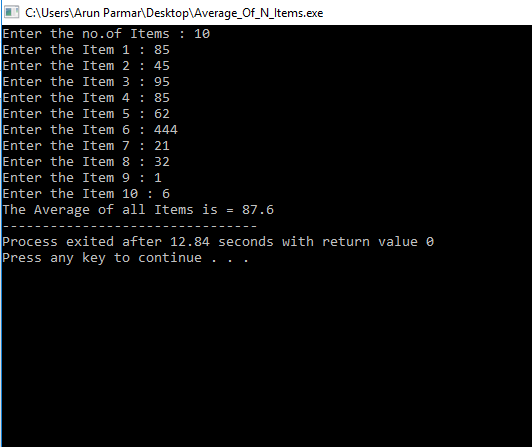 C:\Users\Arun Parmar\Desktop\Average_Of_N_Items.exe
Enter the no.of Items : 10
Enter the Item 1 : 85
Enter the Item 2 : 45
Enter the Item 3 : 95
Enter the Item 4 : 85
Enter the Item 5 : 62
Enter the Item 6 : 444
Enter the Item 7 : 21
Enter the Item 8 : 32
Enter the Item 9 : 1
Enter the Item 10 : 6
The Average of all Items is = 87.6
--------------------------------
Process exited after 12.84 seconds with return value 0
Press any key to continue . . .